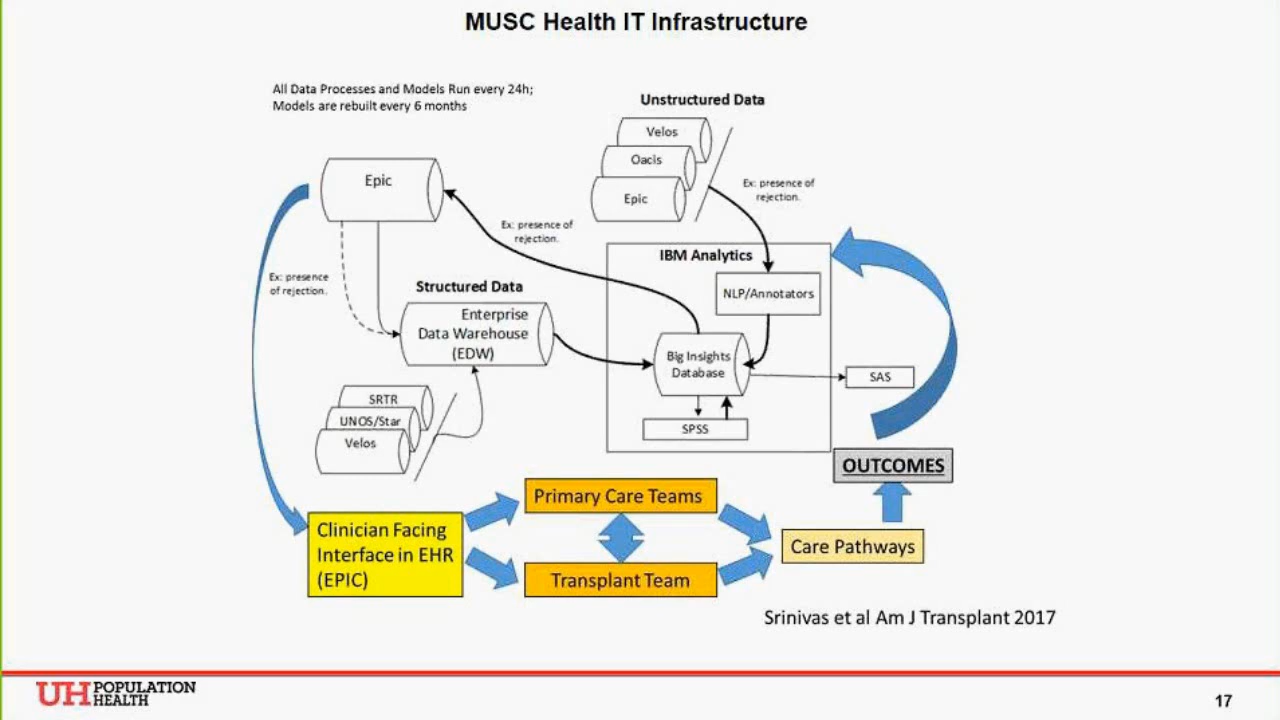 MUSC Health IT Infrastructure
All Data Processes and Models Run every 24h;
Models are rebuilt every 6 months
Unstructured Data
Velos
Oacis
Epic
Epic
Ex: presence of
rejection.
Ex: presence of
rejection.
Ex: presence
of rejection.
IBM Analytics
NLP/Annotators
Structured Data
Enterprise
Data Warehouse
(EDW)
Big Insights
Database
SAS
SPSS
SRTR
UNOS/Star
Velos
OUTCOMES
Primary Care Teams
Clinician Facing
Interface in EHR
(EPIC)
Care Pathways
Transplant Team
Srinivas et al Am J Transplant 2017
UH POPULATION
HEALTH
17